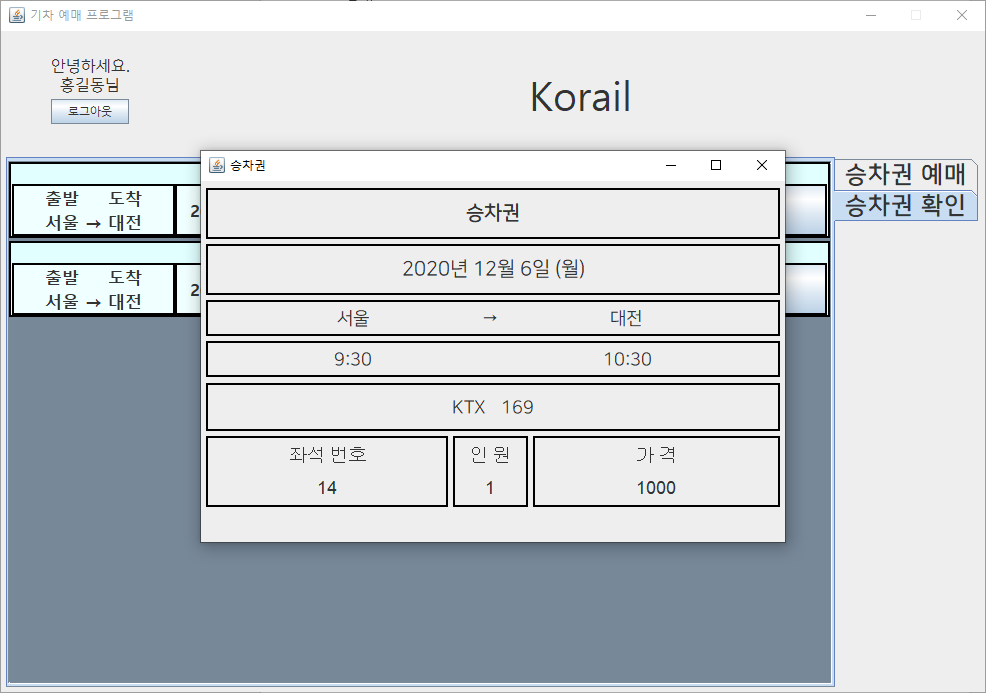 기차 예매 프로그램
안녕하세요.
홍길동님
로그아웃
Korail
승차권 예매
승차권 확인
출발 도착
서울 → 대전
2
출발 도착
서울 → 대전
2
승차권
승차권
2020년 12월 6일 (월)
서울 → 대전
9:30 10:30
KTX 169
좌석 번호 인 원 가 격
14 1 1000